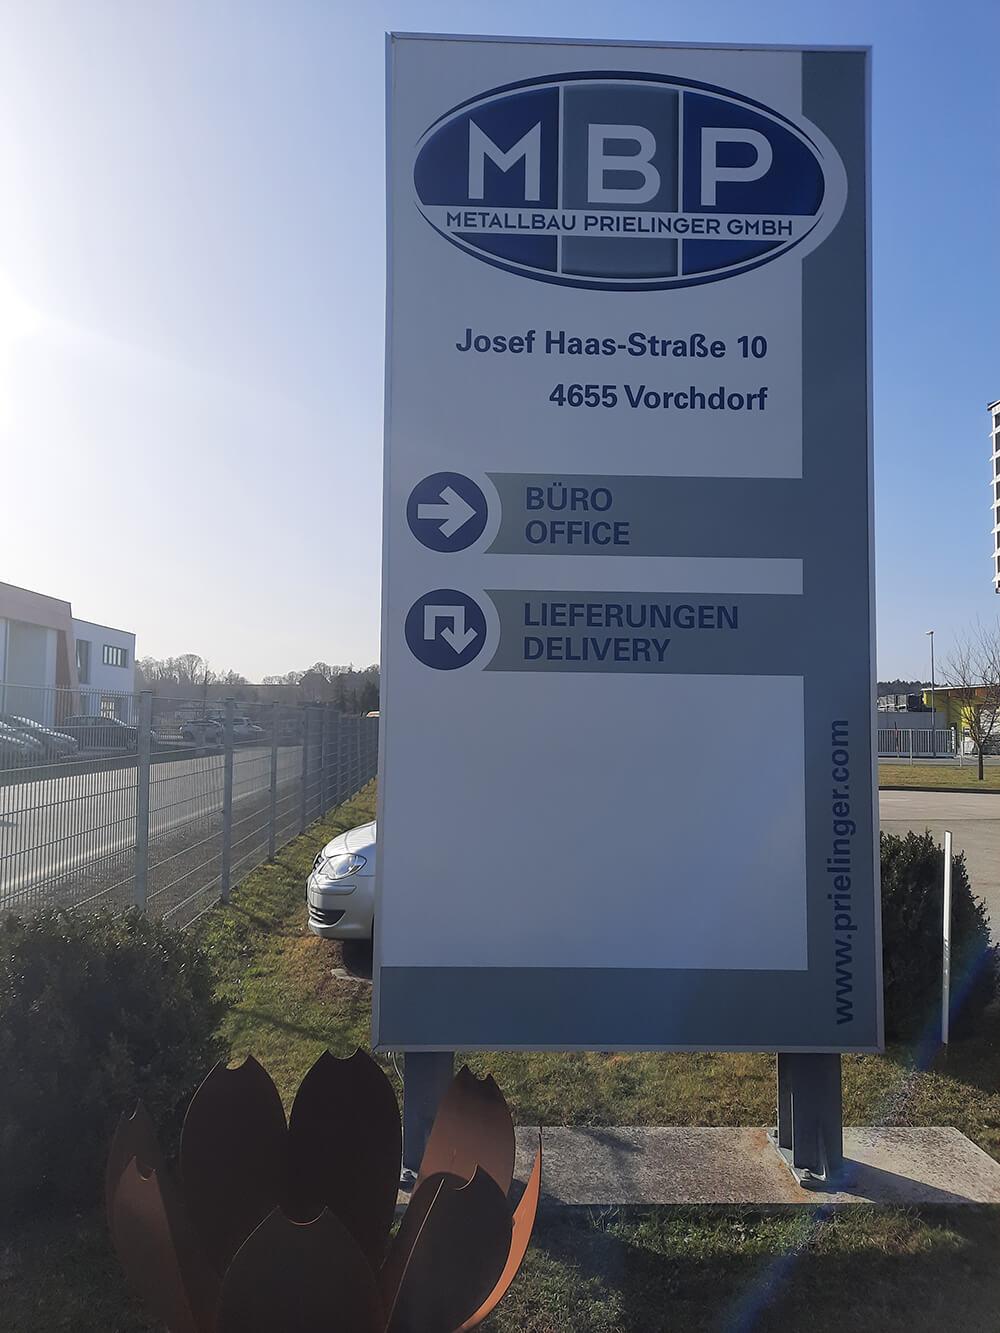 MBP
METALLBAU PRIELINGER GMBH
Josef Haas-Straße 10
4655 Vorchdorf
BÜRO
OFFICE
LIEFERUNGEN
DELIVERY
www.prielinger.com